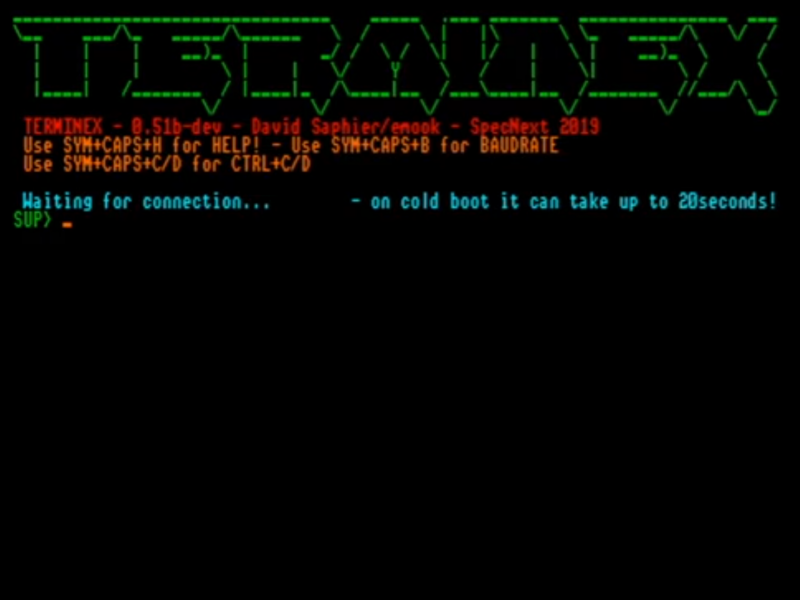 TERMINEX
TERMINEX - 0.51b-dev - David Saphier/emook - SpecNext 2019
Use SYM+CAPS+H for HELP! - Use SYM+CAPS+B for BAUDRATE
Use SYM+CAPS+C/D for CTRL+C/D
Waiting for connection... - on cold boot it can take up to 20seconds!
SUP> _